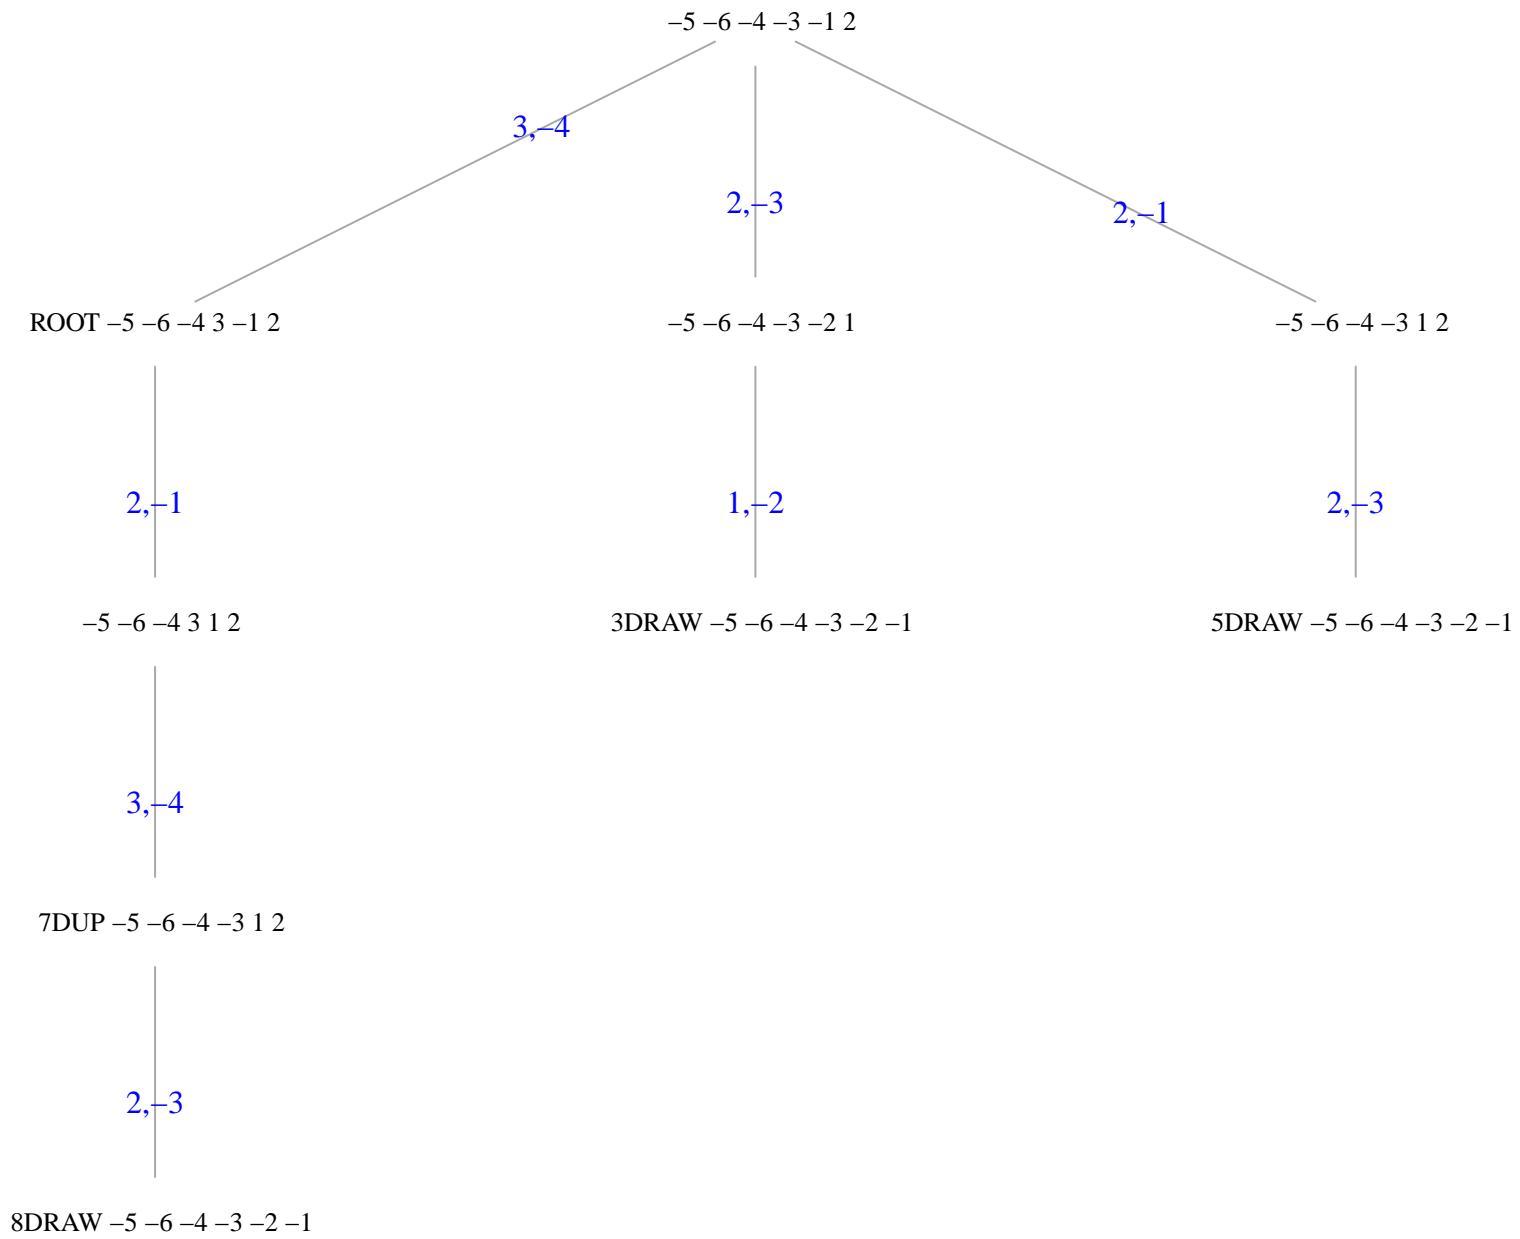 –5 –6 –4 –3 –1 2
3,–4
2,–3
2,–1
ROOT –5 –6 –4 3 –1 2
–5 –6 –4 –3 –2 1
–5 –6 –4 –3 1 2
2,–1
1,–2
2,–3
–5 –6 –4 3 1 2
3DRAW –5 –6 –4 –3 –2 –1
5DRAW –5 –6 –4 –3 –2 –1
3,–4
7DUP –5 –6 –4 –3 1 2
2,–3
8DRAW –5 –6 –4 –3 –2 –1